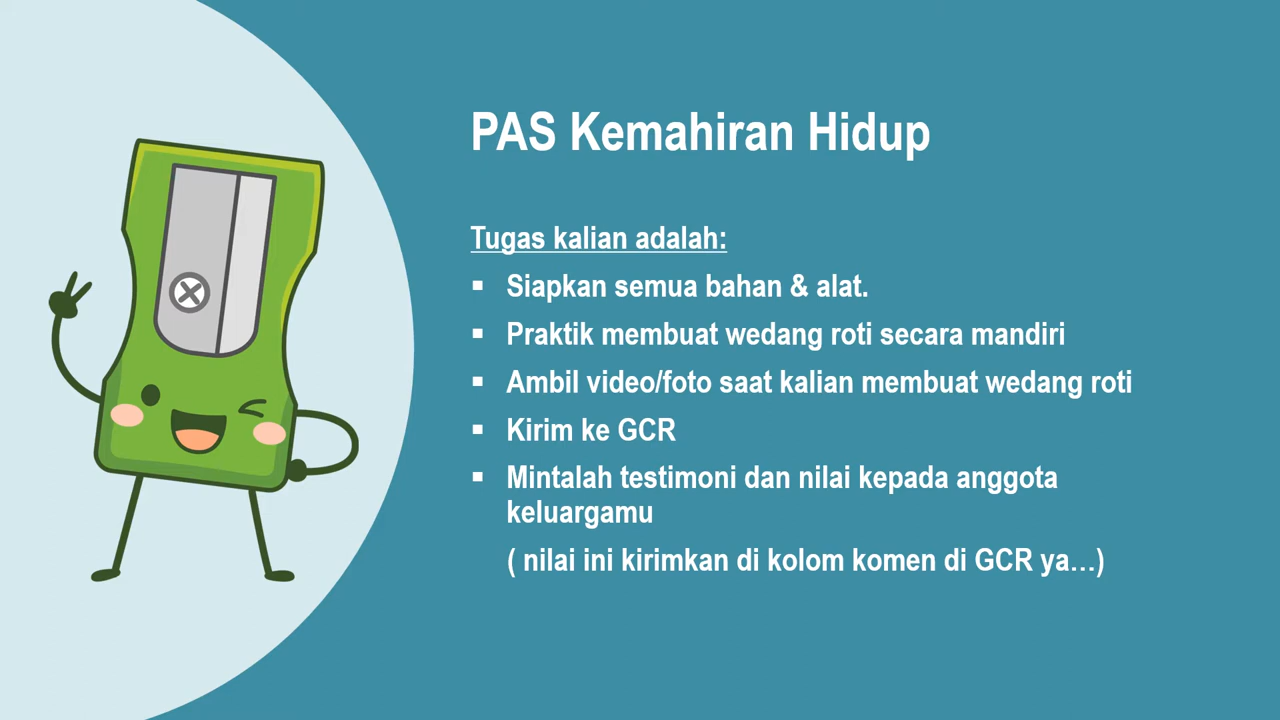 PAS Kemahiran Hidup
Tugas kalian adalah:
▪ Siapkan semua bahan & alat.
▪ Praktik membuat wedang roti secara mandiri
▪ Ambil video/foto saat kalian membuat wedang roti
▪ Kirim ke GCR
▪ Mintalah testimoni dan nilai kepada anggota
keluargamu
( nilai ini kirimkan di kolom komen di GCR ya…)